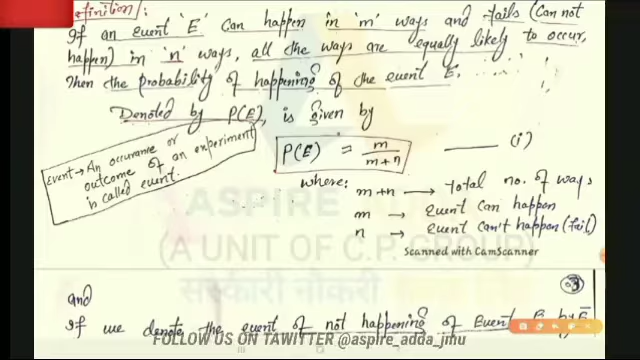 Definition/:
If an event 'E' can happen in 'm' ways and fails (can not
happen) in 'n' ways, all the ways are equally likely to occur,
Then the probability of happening of the event E.
Denoted by P(E), is given by
P(E) = m/(m+n) ——— (i)
Event → An occurance or
outcome of an experiment
is called event.
where:
m+n → Total no. of ways
m → Event can happen
n → Event can't happen (fail)
ASPIRE
(A UNIT OF C.P. GROUP)
सरकारी नौकरी
Scanned with CamScanner
3
and
If we denote the event of not happening of Event E by E̅
FOLLOW US ON TAWITTER @aspire_adda_jnu